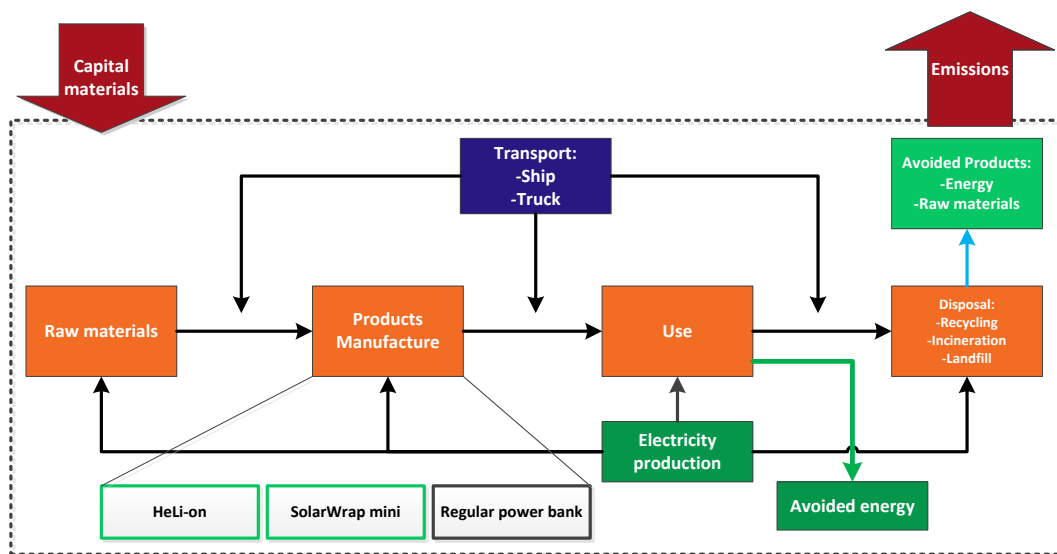 Capital
materials
Emissions
Transport:
-Ship
-Truck
Avoided Products:
-Energy
-Raw materials
Raw materials
Products
Manufacture
Use
Disposal:
-Recycling
-Incineration
-Landfill
Electricity
production
Avoided energy
HeLi-on
SolarWrap mini
Regular power bank